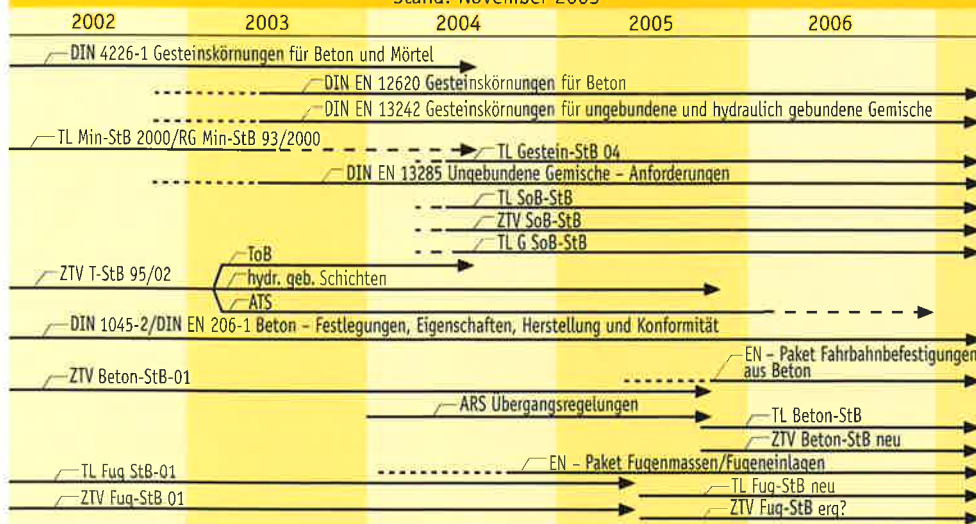 Stand: November 2003
2002 2003 2004 2005 2006
DIN 4226-1 Gesteinskörnungen für Beton und Mörtel
DIN EN 12620 Gesteinskörnungen für Beton
DIN EN 13242 Gesteinskörnungen für ungebundene und hydraulich gebundene Gemische
TL Min-StB 2000/RG Min-StB 93/2000
TL Gestein-StB 04
DIN EN 13285 Ungebundene Gemische – Anforderungen
TL SoB-StB
ZTV SoB-StB
TL G SoB-StB
ToB
ZTV T-StB 95/02
hydr. geb. Schichten
ATS
DIN 1045-2/DIN EN 206-1 Beton – Festlegungen, Eigenschaften, Herstellung und Konformität
EN – Paket Fahrbahnbefestigungen
aus Beton
ZTV Beton-StB-01
ARS Übergangsregelungen
TL Beton-StB
ZTV Beton-StB neu
EN – Paket Fugenmassen/Fugeneinlagen
TL Fug StB-01
TL Fug-StB neu
ZTV Fug-StB 01
ZTV Fug-StB erg?